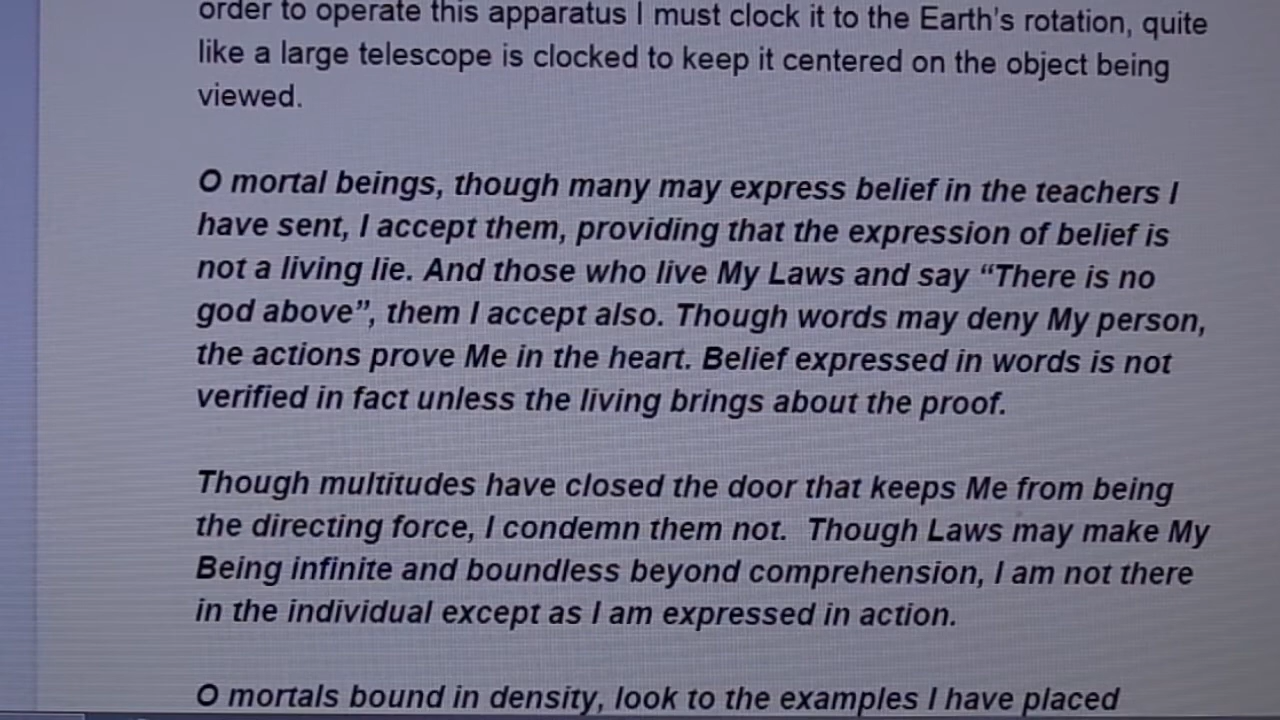 order to operate this apparatus I must clock it to the Earth's rotation, quite
like a large telescope is clocked to keep it centered on the object being
viewed.
O mortal beings, though many may express belief in the teachers I
have sent, I accept them, providing that the expression of belief is
not a living lie. And those who live My Laws and say “There is no
god above”, them I accept also. Though words may deny My person,
the actions prove Me in the heart. Belief expressed in words is not
verified in fact unless the living brings about the proof.
Though multitudes have closed the door that keeps Me from being
the directing force, I condemn them not.  Though Laws may make My
Being infinite and boundless beyond comprehension, I am not there
in the individual except as I am expressed in action.
O mortals bound in density, look to the examples I have placed